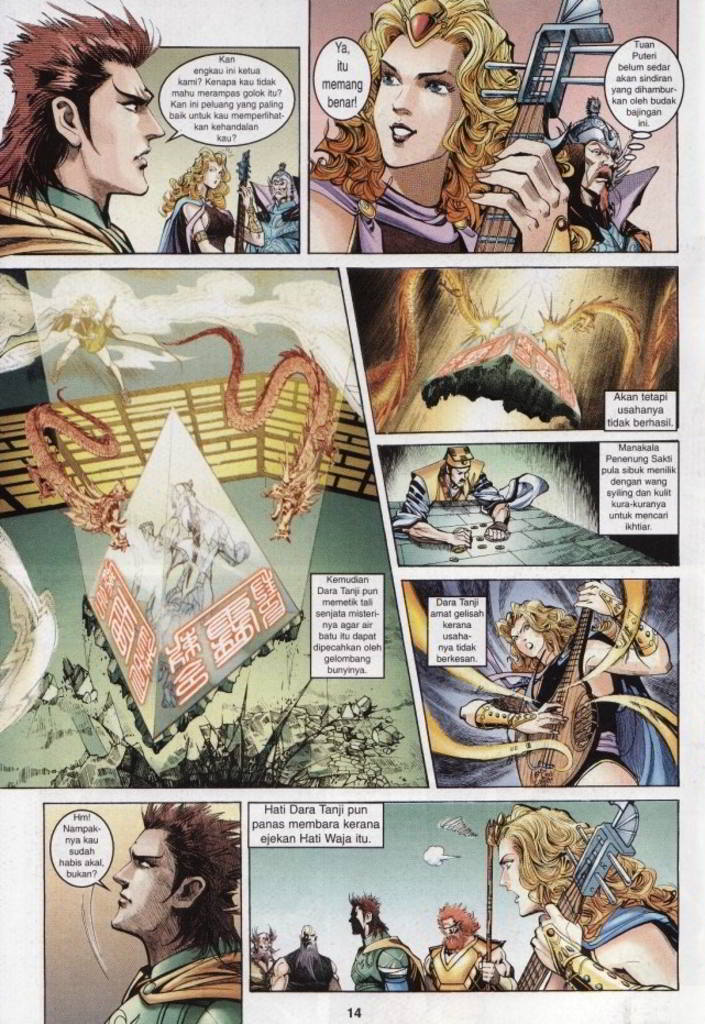 Kan
engkau ini ketua
kami? Kenapa kau tidak
mahu merampas golok itu?
Kan ini peluang yang paling
baik untuk kau memperlihat-
kan kehandalan
kau?
Ya,
itu
memang
benar!
Tuan
Puteri
belum sedar
akan sindiran
yang dihambur-
kan oleh budak
bajingan
ini.
Kemudian
Dara Tanji pun
memetik tali
senjata misteri-
nya agar air
batu itu dapat
dipecahkan oleh
gelombang
bunyinya.
Akan tetapi
usahanya
tidak berhasil.
Manakala
Penenung Sakti
pula sibuk menilik
dengan wang
syiling dan kulit
kura-kuranya
untuk mencari
ikhtiar.
Dara Tanji
amat gelisah
kerana
usaha-
nya tidak
berkesan.
Hm!
Nampak-
nya kau
sudah
habis akal,
bukan?
Hati Dara Tanji pun
panas membara kerana
ejekan Hati Waja itu.
14